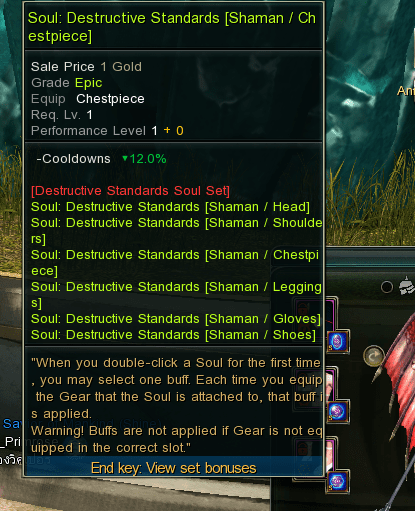 Soul: Destructive Standards [Shaman / Ch
estpiece]
Sale Price 1 Gold
Grade Epic
Equip Chestpiece
Req. Lv. 1
Performance Level 1 + 0
-Cooldowns ▼12.0%
[Destructive Standards Soul Set]
Soul: Destructive Standards [Shaman / Head]
Soul: Destructive Standards [Shaman / Shoulde
rs]
Soul: Destructive Standards [Shaman / Chestpi
ece]
Soul: Destructive Standards [Shaman / Legging
s]
Soul: Destructive Standards [Shaman / Gloves]
Soul: Destructive Standards [Shaman / Shoes]
"When you double-click a Soul for the first time
, you may select one buff. Each time you equip
the Gear that the Soul is attached to, that buff i
s applied.
Warning! Buffs are not applied if Gear is not eq
uipped in the correct slot."
End key: View set bonuses